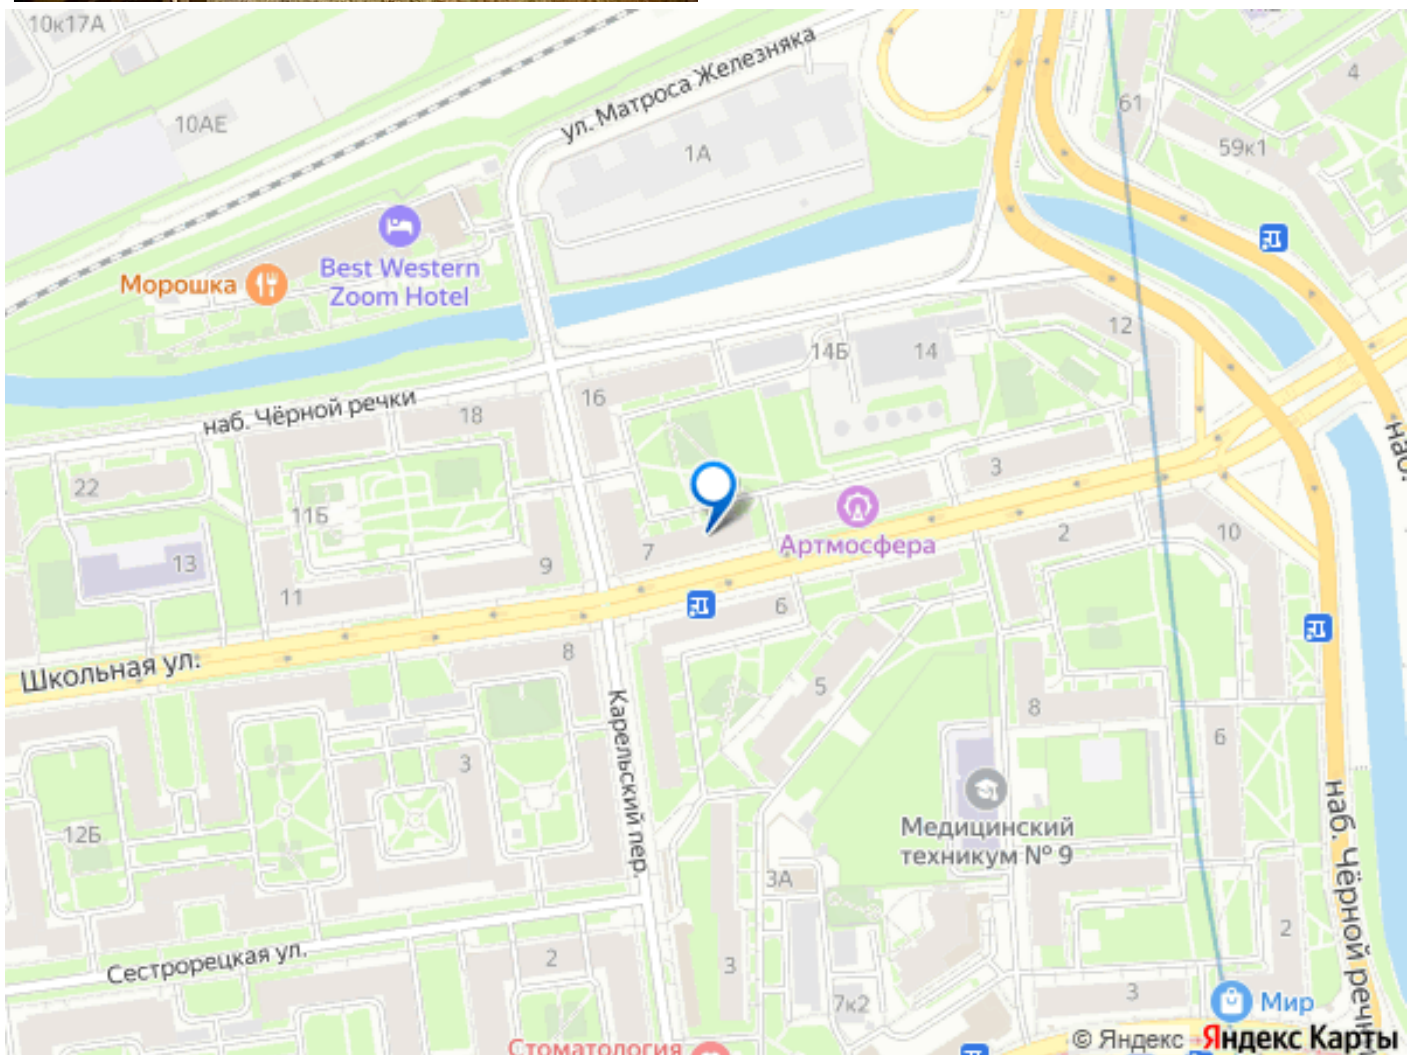 10к17А
10АЕ
ул. Матроса Железняка
1А
61
4
59к1
Best Western
Zoom Hotel
Морошка
12
14Б
14
16
18
наб. Чёрной речки
22
11Б
3
13
11
9
7
Артмосфера
2
10
6
8
Школьная ул.
5
Карельский пер.
8
6
3
12Б
Медицинский
техникум № 9
3А
наб. Чёрной речк
Сестрорецкая ул.
2
3
7к2
3
2
Мир
Стоматология
© Яндекс
Яндекс Карты